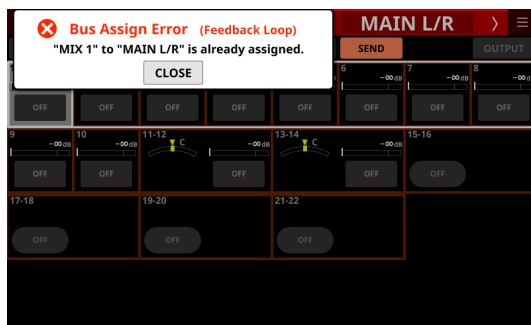 Bus Assign Error (Feedback Loop)
"MIX 1" to "MAIN L/R" is already assigned.
CLOSE
MAIN L/R
SEND
OUTPUT
6 -∞dB
7 -∞dB
8 -∞d
OFF OFF OFF OFF OFF OFF OFF OFF
9 -∞dB
10 -∞dB
11-12 C -∞dB
13-14 C -∞dB
15-16
OFF OFF OFF OFF OFF
17-18 19-20 21-22
OFF OFF OFF